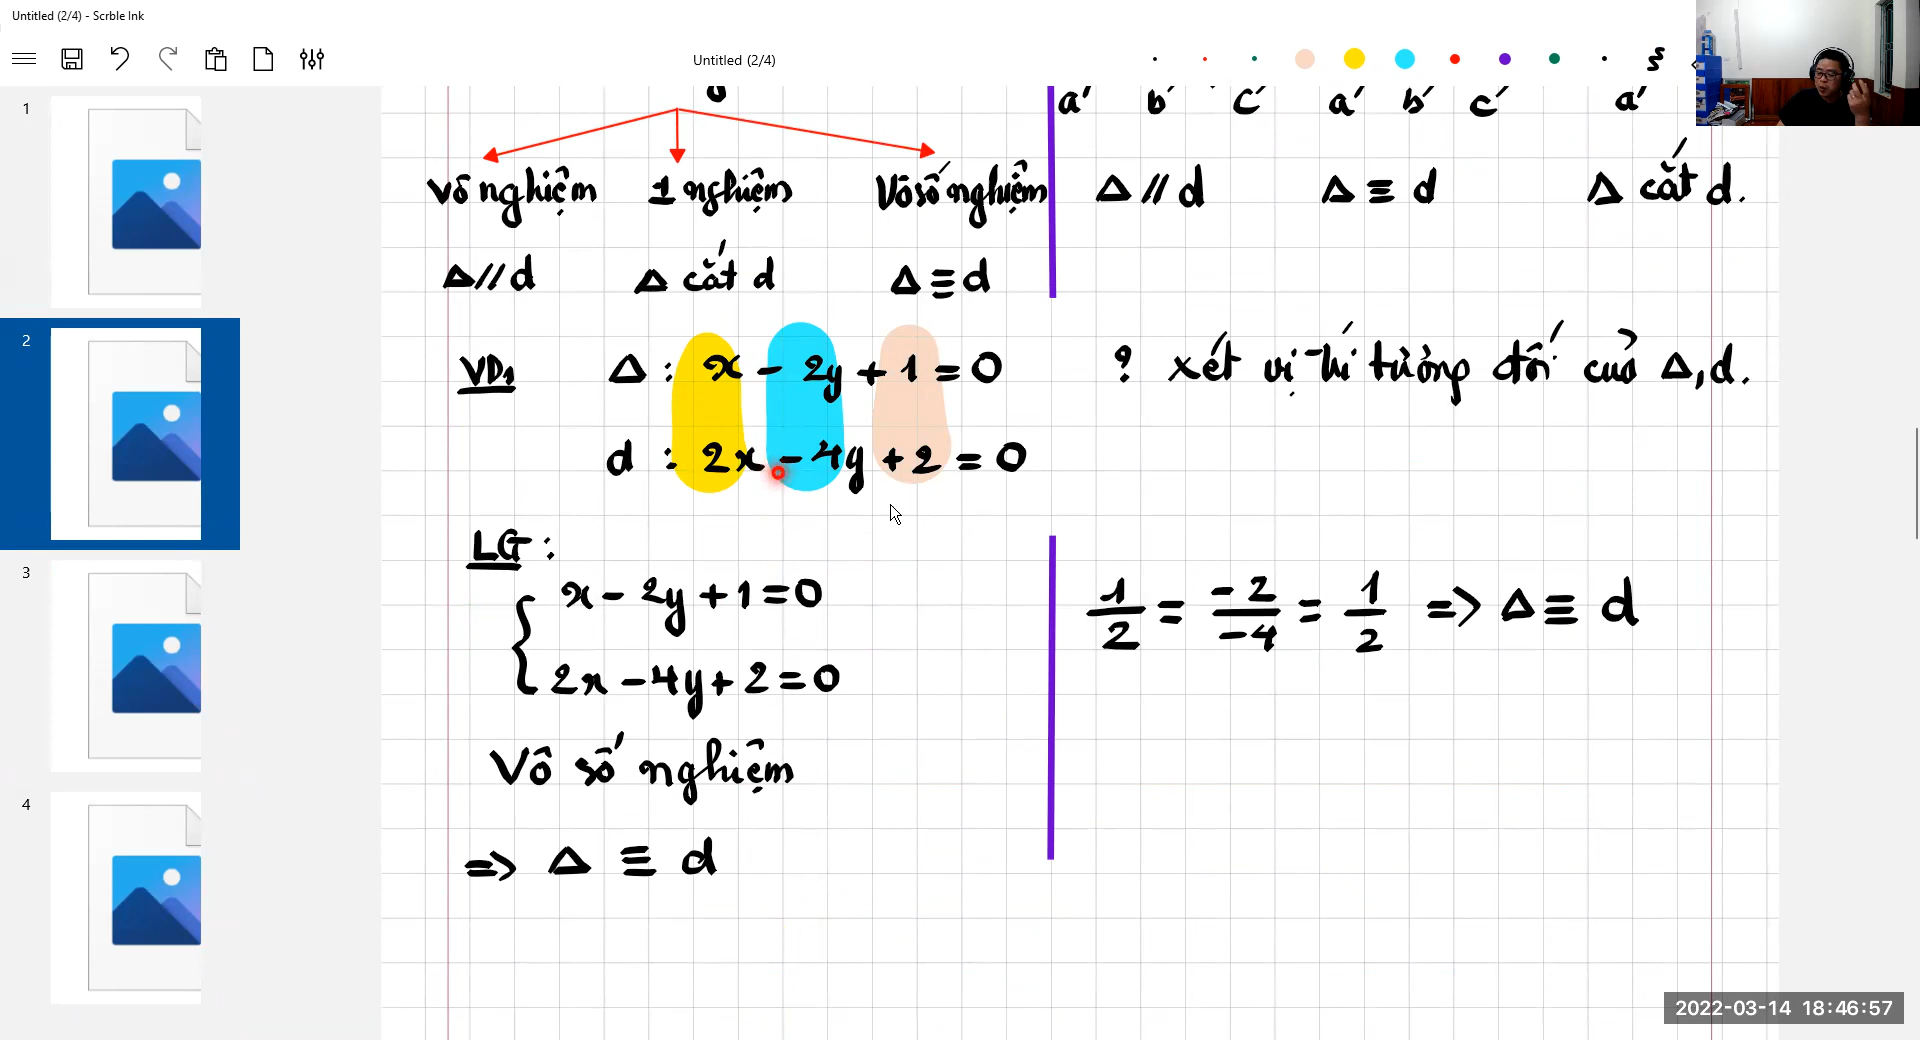 Untitled (2/4) - Scrble Ink
Untitled (2/4)
1
2
3
4
a' b' c' a' b' c' a'
Vô nghiệm 1 nghiệm Vô số nghiệm
Δ // d Δ cắt d Δ ≡ d
Δ // d Δ ≡ d Δ cắt d.
VD₁ Δ : x - 2y + 1 = 0
d : 2x - 4y + 2 = 0
? xét vị trí tương đối của Δ, d.
LG :
{ x - 2y + 1 = 0
2x - 4y + 2 = 0
Vô số nghiệm
=> Δ ≡ d
1/2 = -2/-4 = 1/2 => Δ ≡ d
2022-03-14 18:46:57